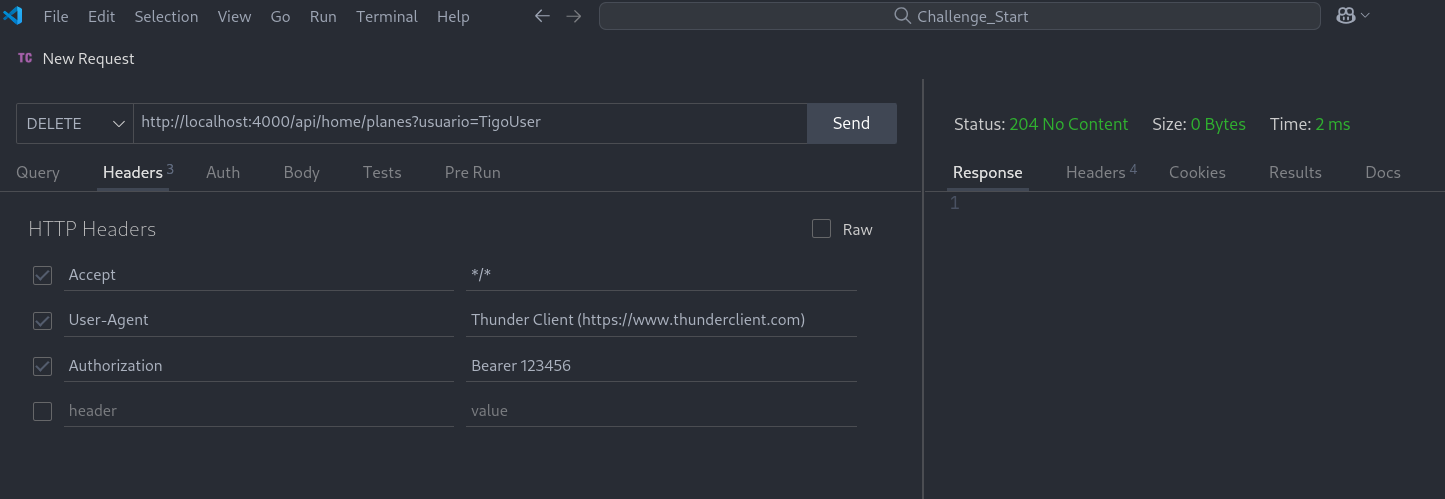 File Edit Selection View Go Run Terminal Help Challenge_Start
TC New Request
DELETE http://localhost:4000/api/home/planes?usuario=TigoUser Send
Status: 204 No Content Size: 0 Bytes Time: 2 ms
Query Headers 3 Auth Body Tests Pre Run
Response Headers 4 Cookies Results Docs
1
HTTP Headers Raw
Accept */*
User-Agent Thunder Client (https://www.thunderclient.com)
Authorization Bearer 123456
header value